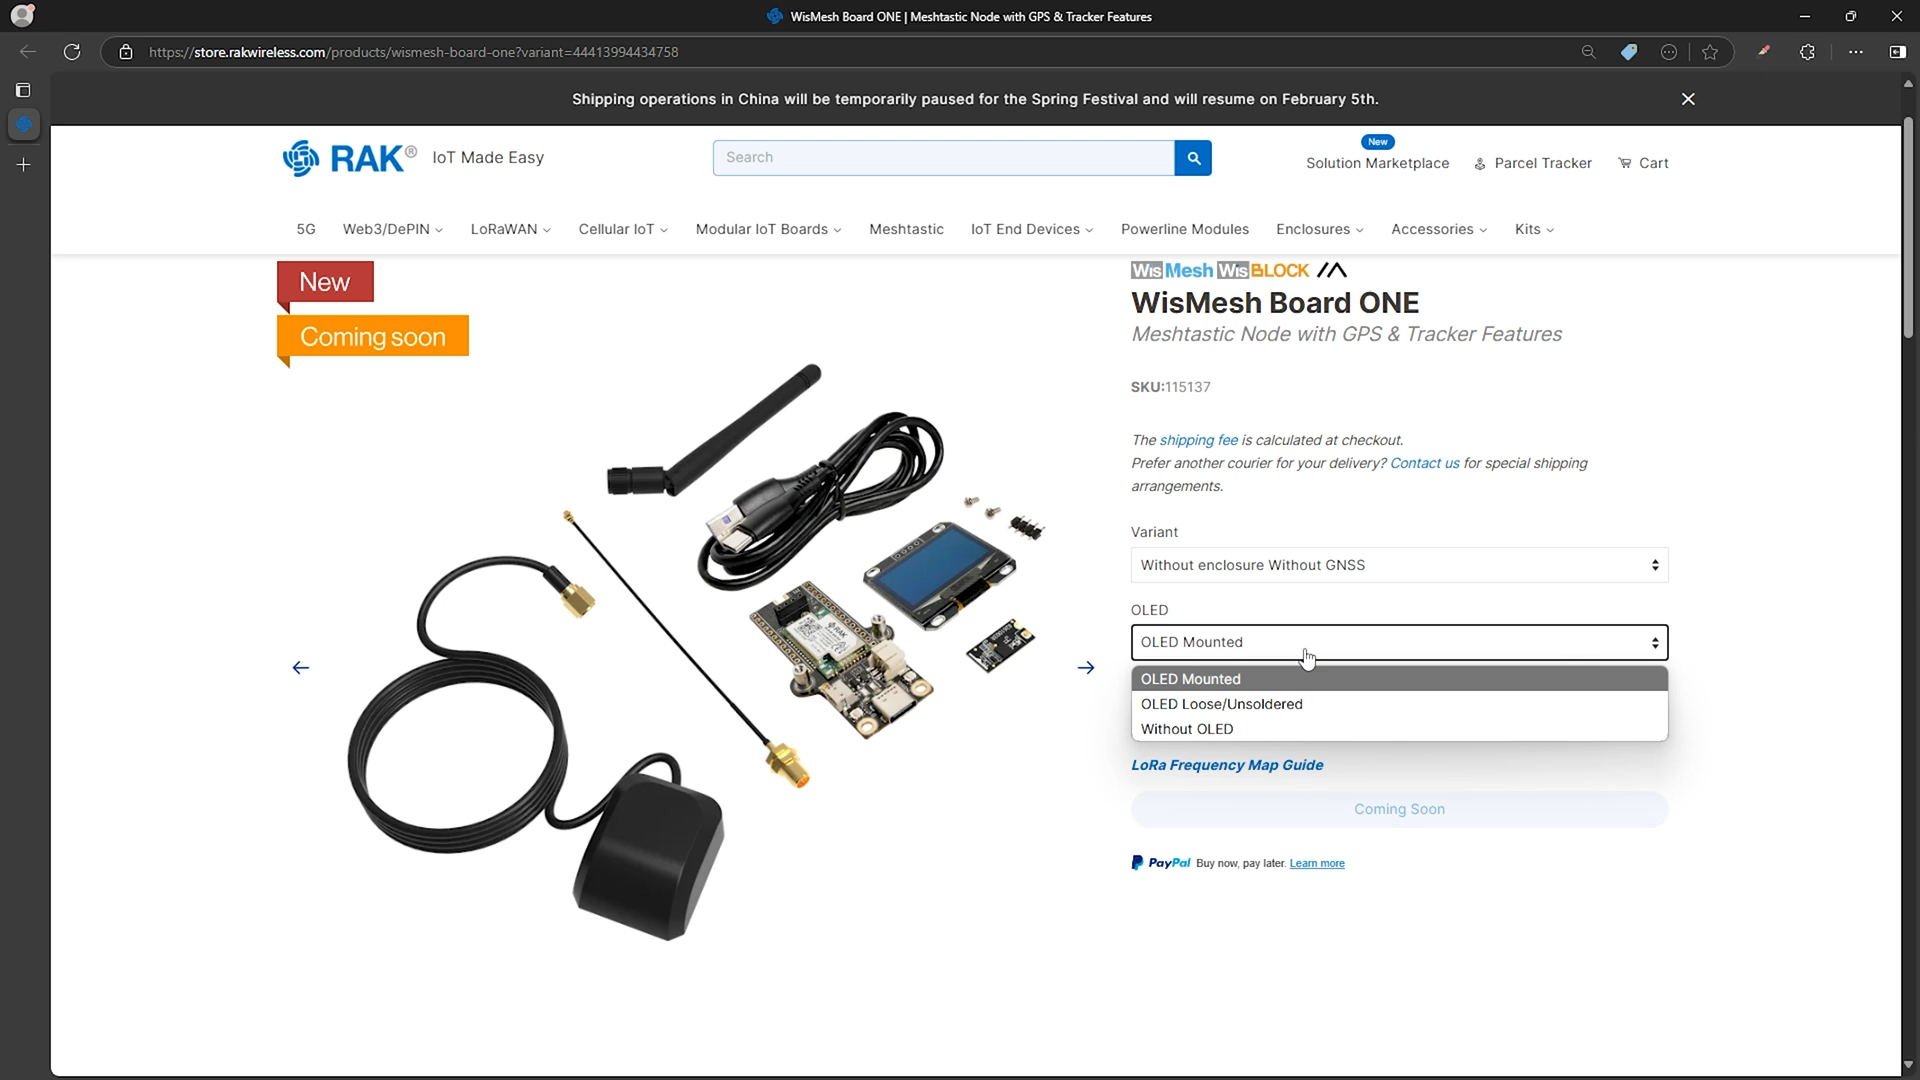 WisMesh Board ONE | Meshtastic Node with GPS & Tracker Features
https://store.rakwireless.com/products/wismesh-board-one?variant=44413994434758
Shipping operations in China will be temporarily paused for the Spring Festival and will resume on February 5th.
RAK® IoT Made Easy
Search
New
Solution Marketplace
Parcel Tracker
Cart
5G Web3/DePIN LoRaWAN Cellular IoT Modular IoT Boards Meshtastic IoT End Devices Powerline Modules Enclosures Accessories Kits
New
Coming soon
WisMesh WisBLOCK
WisMesh Board ONE
Meshtastic Node with GPS & Tracker Features
SKU:115137
The shipping fee is calculated at checkout.
Prefer another courier for your delivery? Contact us for special shipping
arrangements.
Variant
Without enclosure Without GNSS
OLED
OLED Mounted
OLED Mounted
OLED Loose/Unsoldered
Without OLED
LoRa Frequency Map Guide
Coming Soon
PayPal Buy now, pay later. Learn more
RAK